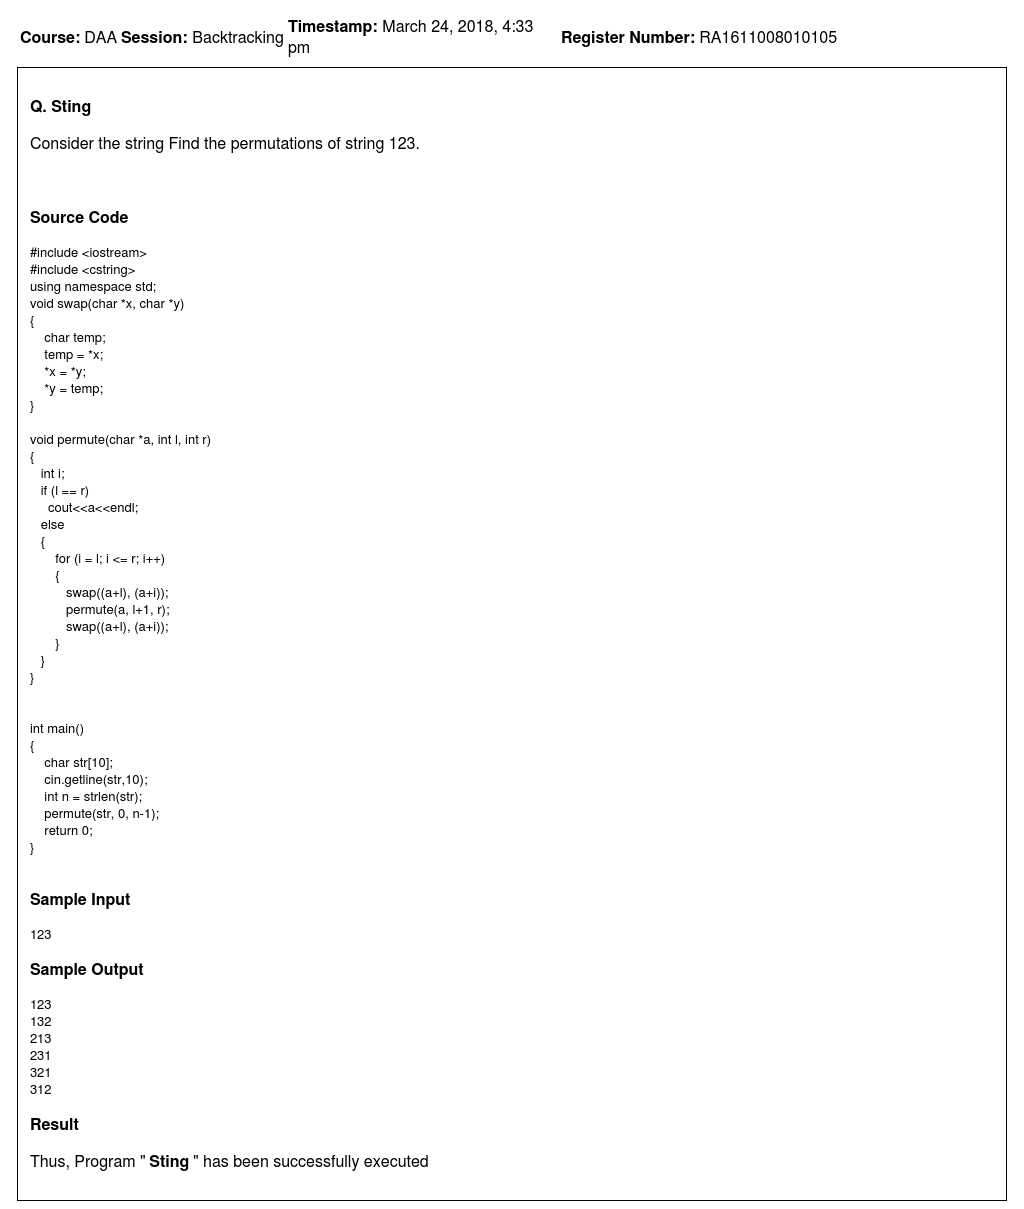 Course: DAA Session: Backtracking Timestamp: March 24, 2018, 4:33 pm Register Number: RA1611008010105
Q. Sting
Consider the string Find the permutations of string 123.
Source Code
#include <iostream>
#include <cstring>
using namespace std;
void swap(char *x, char *y)
{
    char temp;
    temp = *x;
    *x = *y;
    *y = temp;
}
void permute(char *a, int l, int r)
{
   int i;
   if (l == r)
     cout<<a<<endl;
   else
   {
       for (i = l; i <= r; i++)
       {
          swap((a+l), (a+i));
          permute(a, l+1, r);
          swap((a+l), (a+i));
       }
   }
}
int main()
{
    char str[10];
    cin.getline(str,10);
    int n = strlen(str);
    permute(str, 0, n-1);
    return 0;
}
Sample Input
123
Sample Output
123
132
213
231
321
312
Result
Thus, Program " Sting " has been successfully executed